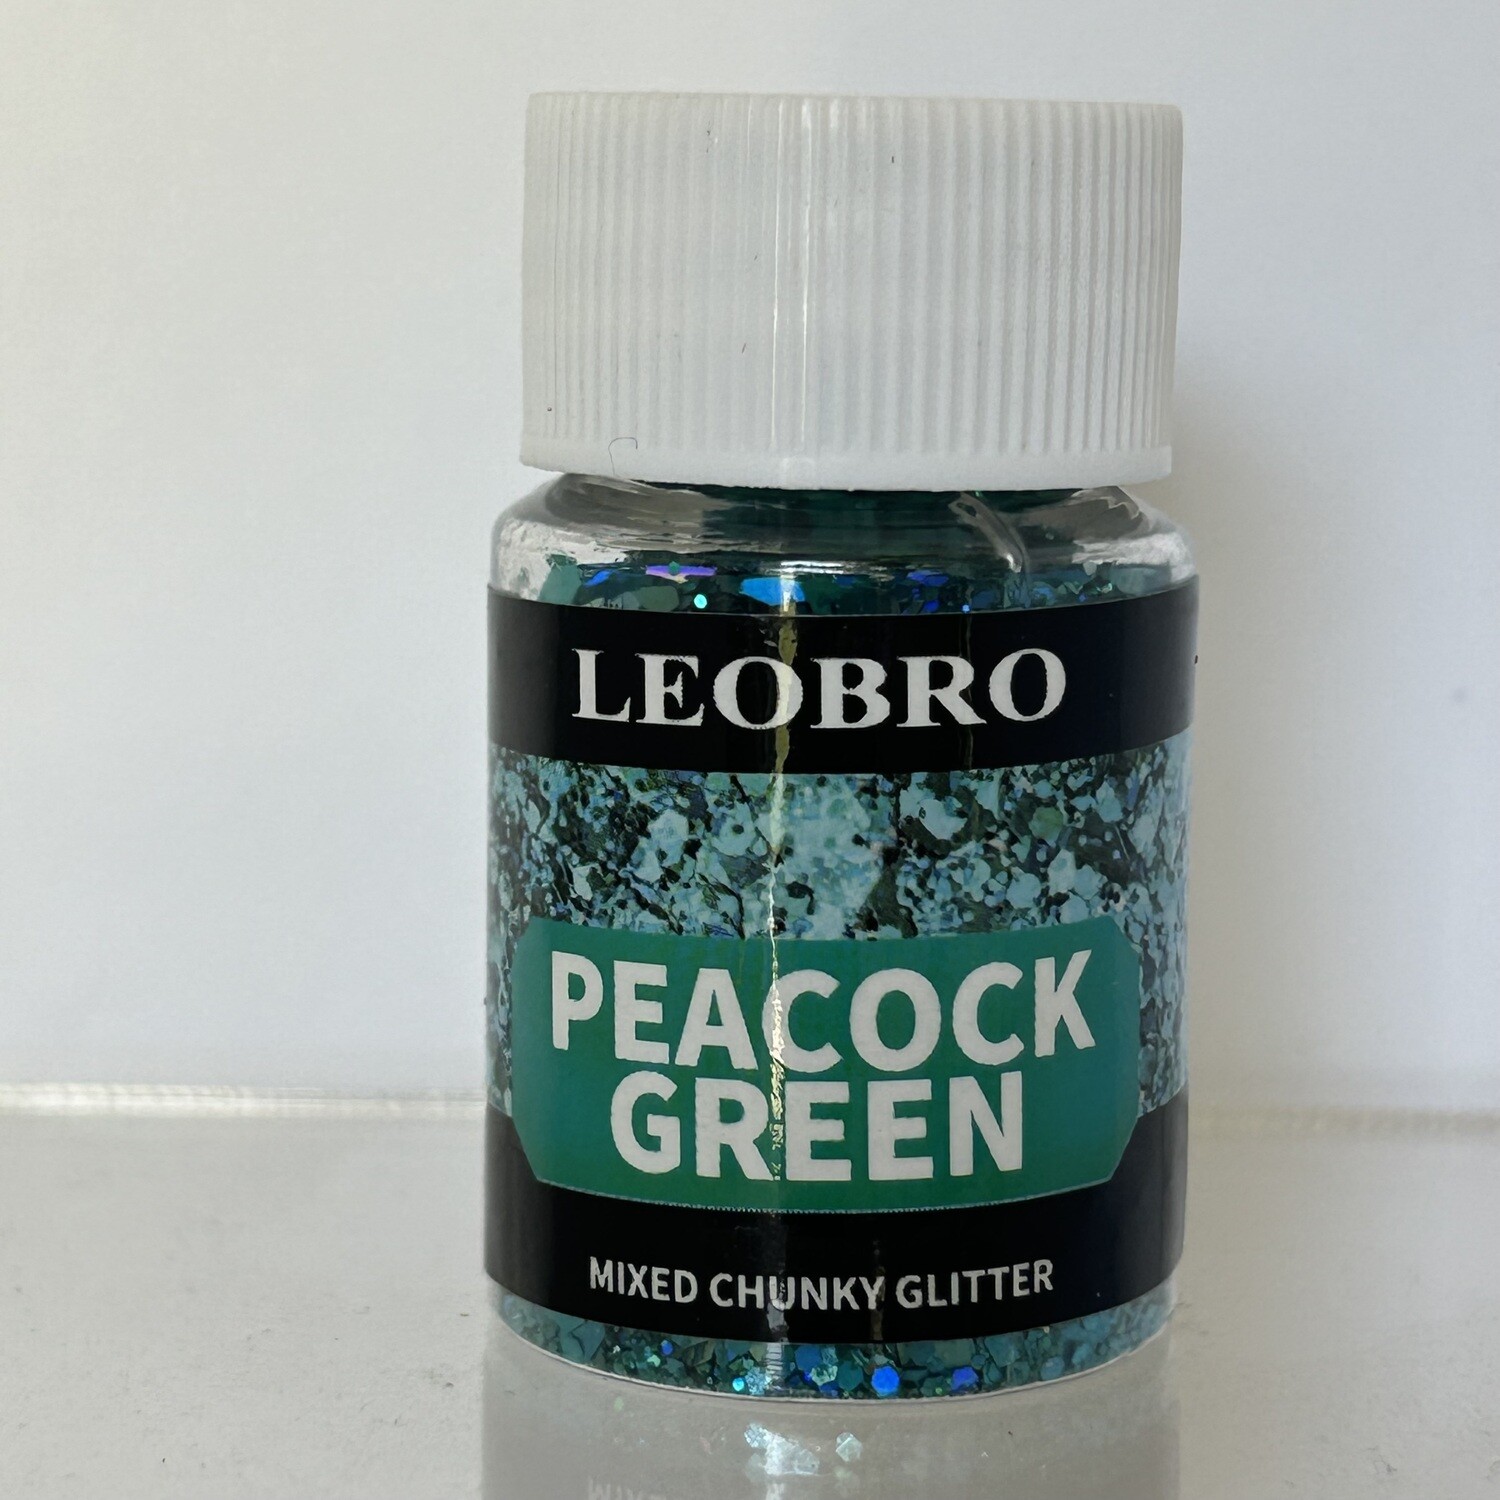 LEOBRO
PEACOCK
GREEN
MIXED CHUNKY GLITTER